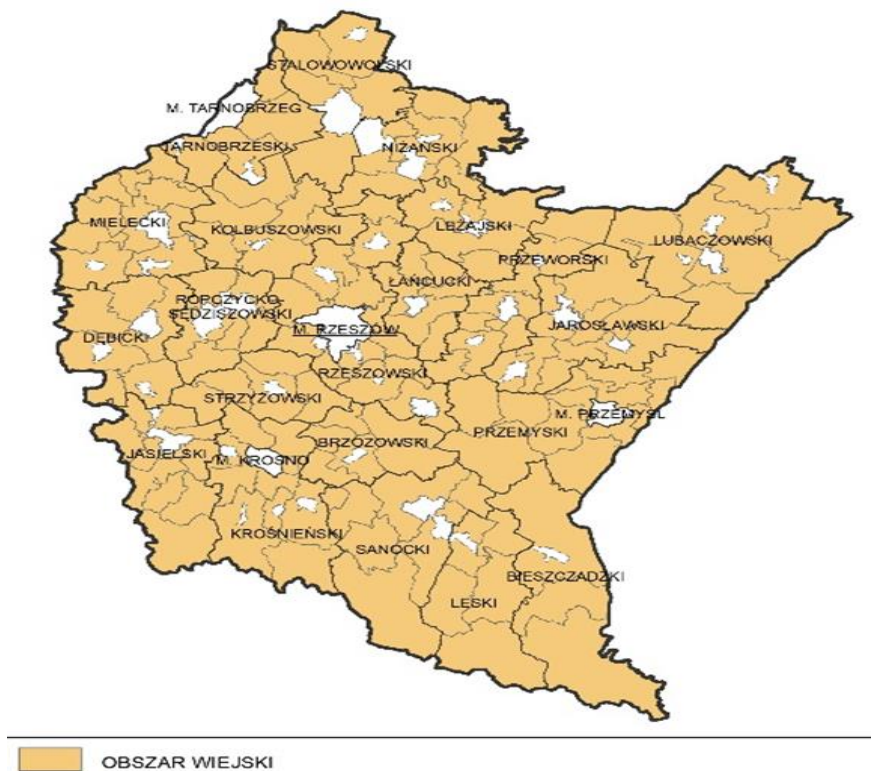 STALOWOWOLSKI
M. TARNOBRZEG
TARNOBRZESKI
NIŻAŃSKI
MIELECKI
KOLBUSZOWSKI
LEŻAJSKI
LUBACZOWSKI
PRZEWORSKI
ŁAŃCUCKI
ROPCZYCKO-
SĘDZISZOWSKI
M. RZESZÓW
JAROSŁAWSKI
DĘBICKI
RZESZOWSKI
STRZYŻOWSKI
M. PRZEMYŚL
PRZEMYSKI
BRZOZOWSKI
JASIELSKI
M. KROSNO
KROŚNIEŃSKI
SANOCKI
BIESZCZADZKI
LESKI
OBSZAR WIEJSKI